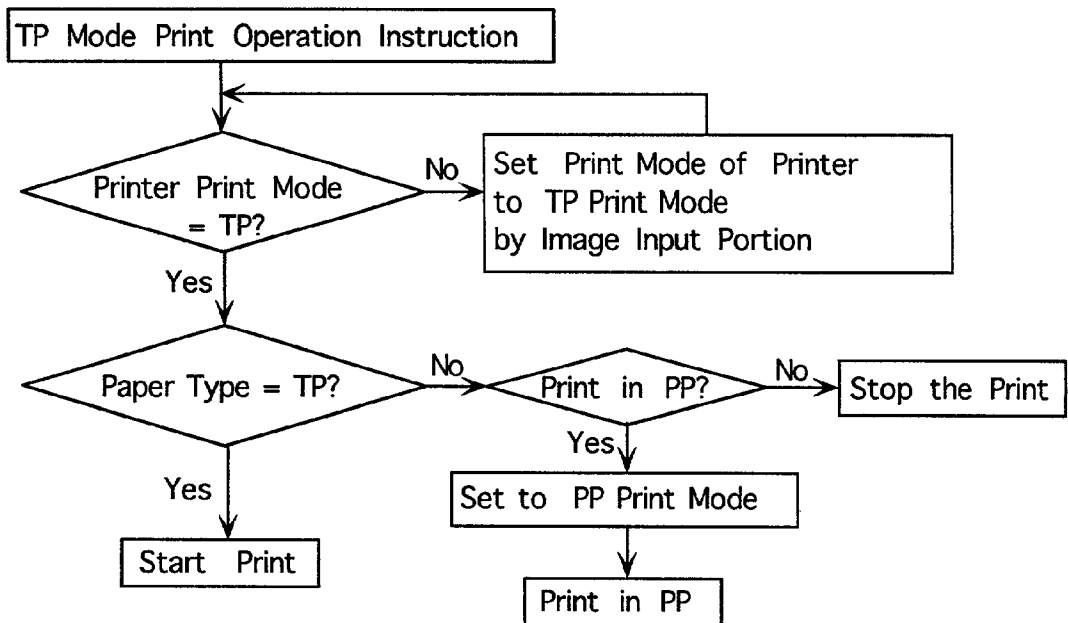 TP Mode Print Operation Instruction
Printer Print Mode
= TP?
No
Set Print Mode of Printer
to TP Print Mode
by Image Input Portion
Yes
Paper Type = TP?
No
Print in PP?
No
Stop the Print
Yes
Set to PP Print Mode
Yes
Start Print
Print in PP